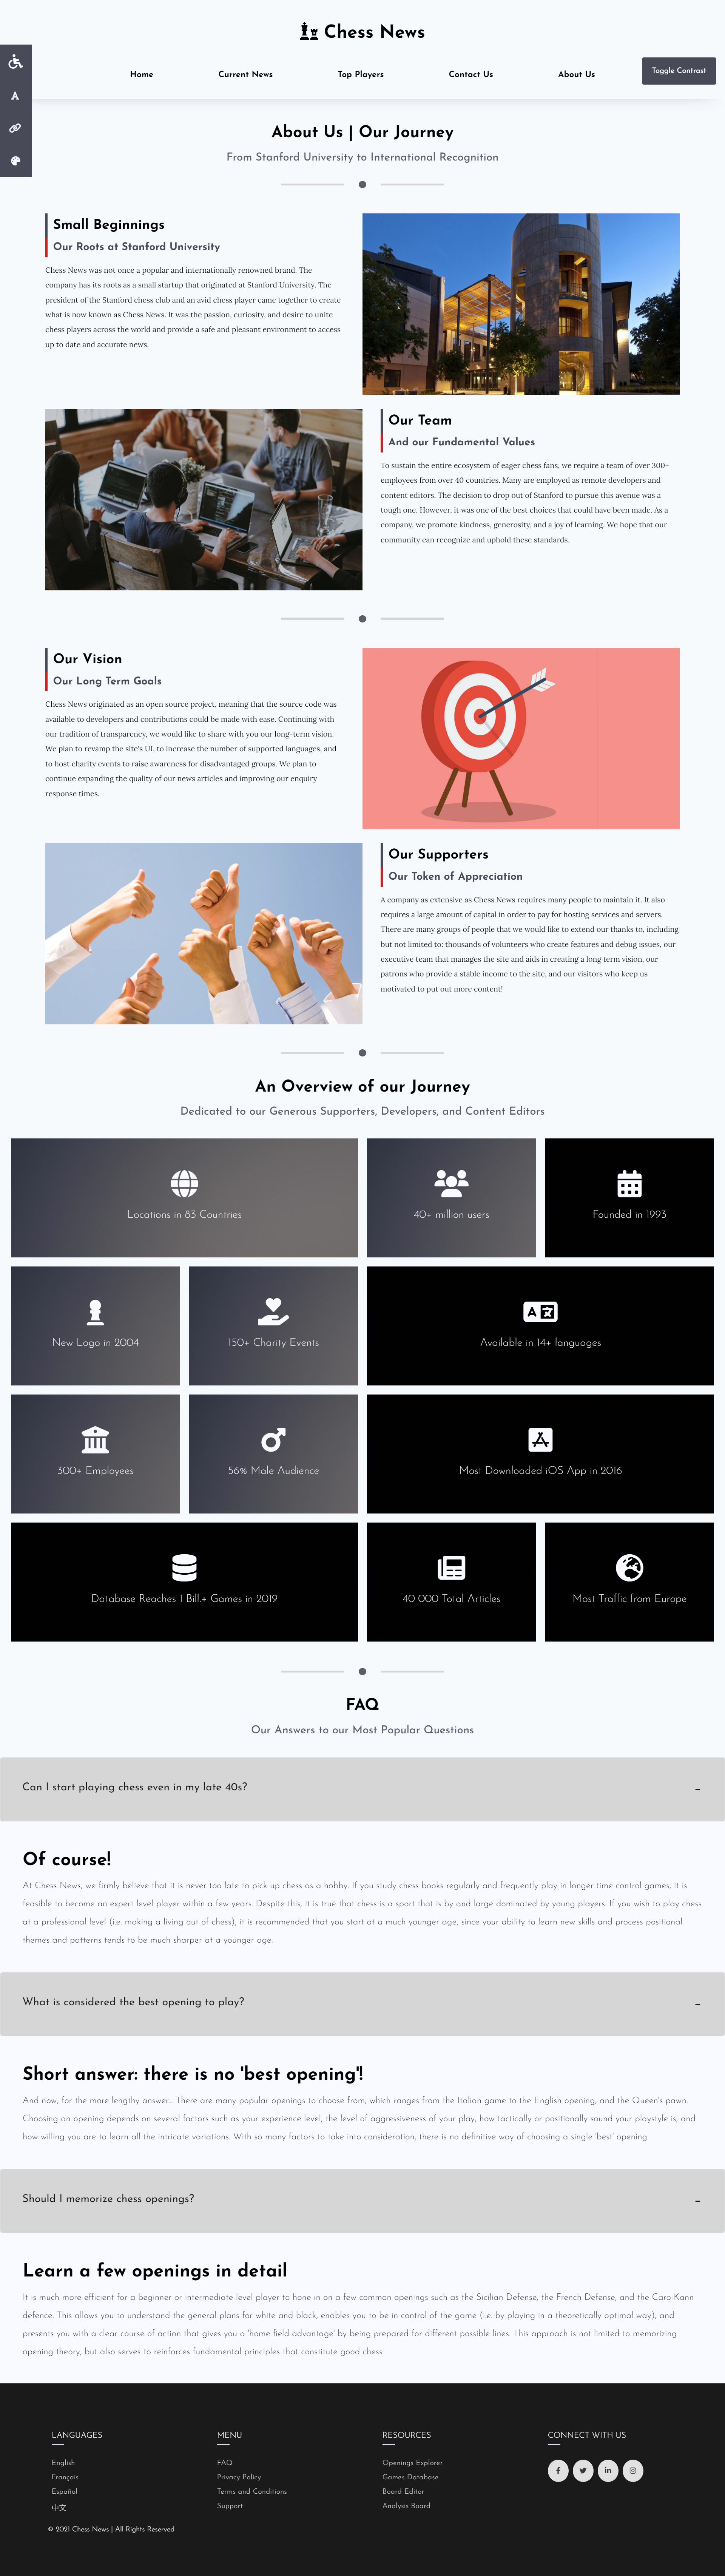 Chess News
Home
Current News
Top Players
Contact Us
About Us
Toggle Contrast
A
About Us | Our Journey
From Stanford University to International Recognition
Small Beginnings
Our Roots at Stanford University
Chess News was not once a popular and internationally renowned brand. The
company has its roots as a small startup that originated at Stanford University. The
president of the Stanford chess club and an avid chess player came together to create
what is now known as Chess News. It was the passion, curiosity, and desire to unite
chess players across the world and provide a safe and pleasant environment to access
up to date and accurate news.
Our Team
And our Fundamental Values
To sustain the entire ecosystem of eager chess fans, we require a team of over 300+
employees from over 40 countries. Many are employed as remote developers and
content editors. The decision to drop out of Stanford to pursue this avenue was a
tough one. However, it was one of the best choices that could have been made. As a
company, we promote kindness, generosity, and a joy of learning. We hope that our
community can recognize and uphold these standards.
Our Vision
Our Long Term Goals
Chess News originated as an open source project, meaning that the source code was
available to developers and contributions could be made with ease. Continuing with
our tradition of transparency, we would like to share with you our long-term vision.
We plan to revamp the site's UI, to increase the number of supported languages, and
to host charity events to raise awareness for disadvantaged groups. We plan to
continue expanding the quality of our news articles and improving our enquiry
response times.
Our Supporters
Our Token of Appreciation
A company as extensive as Chess News requires many people to maintain it. It also
requires a large amount of capital in order to pay for hosting services and servers.
There are many groups of people that we would like to extend our thanks to, including
but not limited to: thousands of volunteers who create features and debug issues, our
executive team that manages the site and aids in creating a long term vision, our
patrons who provide a stable income to the site, and our visitors who keep us
motivated to put out more content!
An Overview of our Journey
Dedicated to our Generous Supporters, Developers, and Content Editors
Locations in 83 Countries
40+ million users
Founded in 1993
New Logo in 2004
150+ Charity Events
Available in 14+ languages
300+ Employees
56% Male Audience
Most Downloaded iOS App in 2016
Database Reaches 1 Bill.+ Games in 2019
40 000 Total Articles
Most Traffic from Europe
FAQ
Our Answers to our Most Popular Questions
Can I start playing chess even in my late 40s? –
Of course!
At Chess News, we firmly believe that it is never too late to pick up chess as a hobby. If you study chess books regularly and frequently play in longer time control games, it is
feasible to become an expert level player within a few years. Despite this, it is true that chess is a sport that is by and large dominated by young players. If you wish to play chess
at a professional level (i.e. making a living out of chess), it is recommended that you start at a much younger age, since your ability to learn new skills and process positional
themes and patterns tends to be much sharper at a younger age.
What is considered the best opening to play? –
Short answer: there is no 'best opening'!
And now, for the more lengthy answer... There are many popular openings to choose from, which ranges from the Italian game to the English opening, and the Queen's pawn.
Choosing an opening depends on several factors such as your experience level, the level of aggressiveness of your play, how tactically or positionally sound your playstyle is, and
how willing you are to learn all the intricate variations. With so many factors to take into consideration, there is no definitive way of choosing a single 'best' opening.
Should I memorize chess openings? –
Learn a few openings in detail
It is much more efficient for a beginner or intermediate level player to hone in on a few common openings such as the Sicilian Defense, the French Defense, and the Caro-Kann
defence. This allows you to understand the general plans for white and black, enables you to be in control of the game (i.e. by playing in a theoretically optimal way), and
presents you with a clear course of action that gives you a 'home field advantage' by being prepared for different possible lines. This approach is not limited to memorizing
opening theory, but also serves to reinforces fundamental principles that constitute good chess.
LANGUAGES
English
Français
Español
中文
MENU
FAQ
Privacy Policy
Terms and Conditions
Support
RESOURCES
Openings Explorer
Games Database
Board Editor
Analysis Board
CONNECT WITH US
© 2021 Chess News | All Rights Reserved